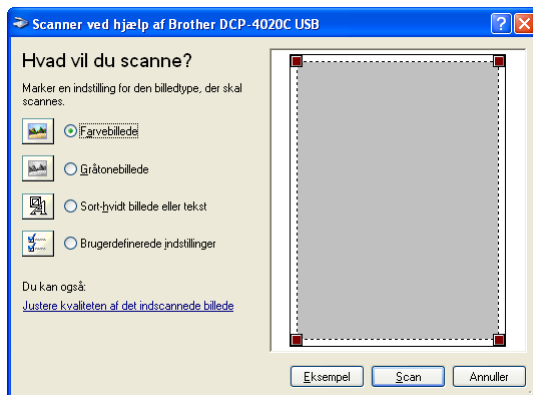 Scanner ved hjælp af Brother DCP-4020C USB
Hvad vil du scanne?
Marker en indstilling for den billedtype, der skal
scannes.
Farvebillede
Gråtonebillede
Sort-hvidt billede eller tekst
Brugerdefinerede indstillinger
Du kan også:
Justere kvaliteten af det indscannede billede
Eksempel
Scan
Annuller